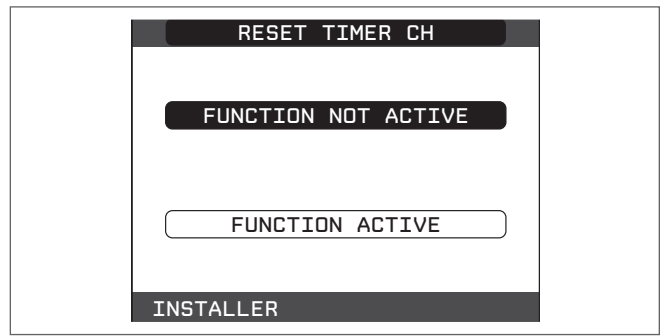 RESET TIMER CH
FUNCTION NOT ACTIVE
FUNCTION ACTIVE
INSTALLER